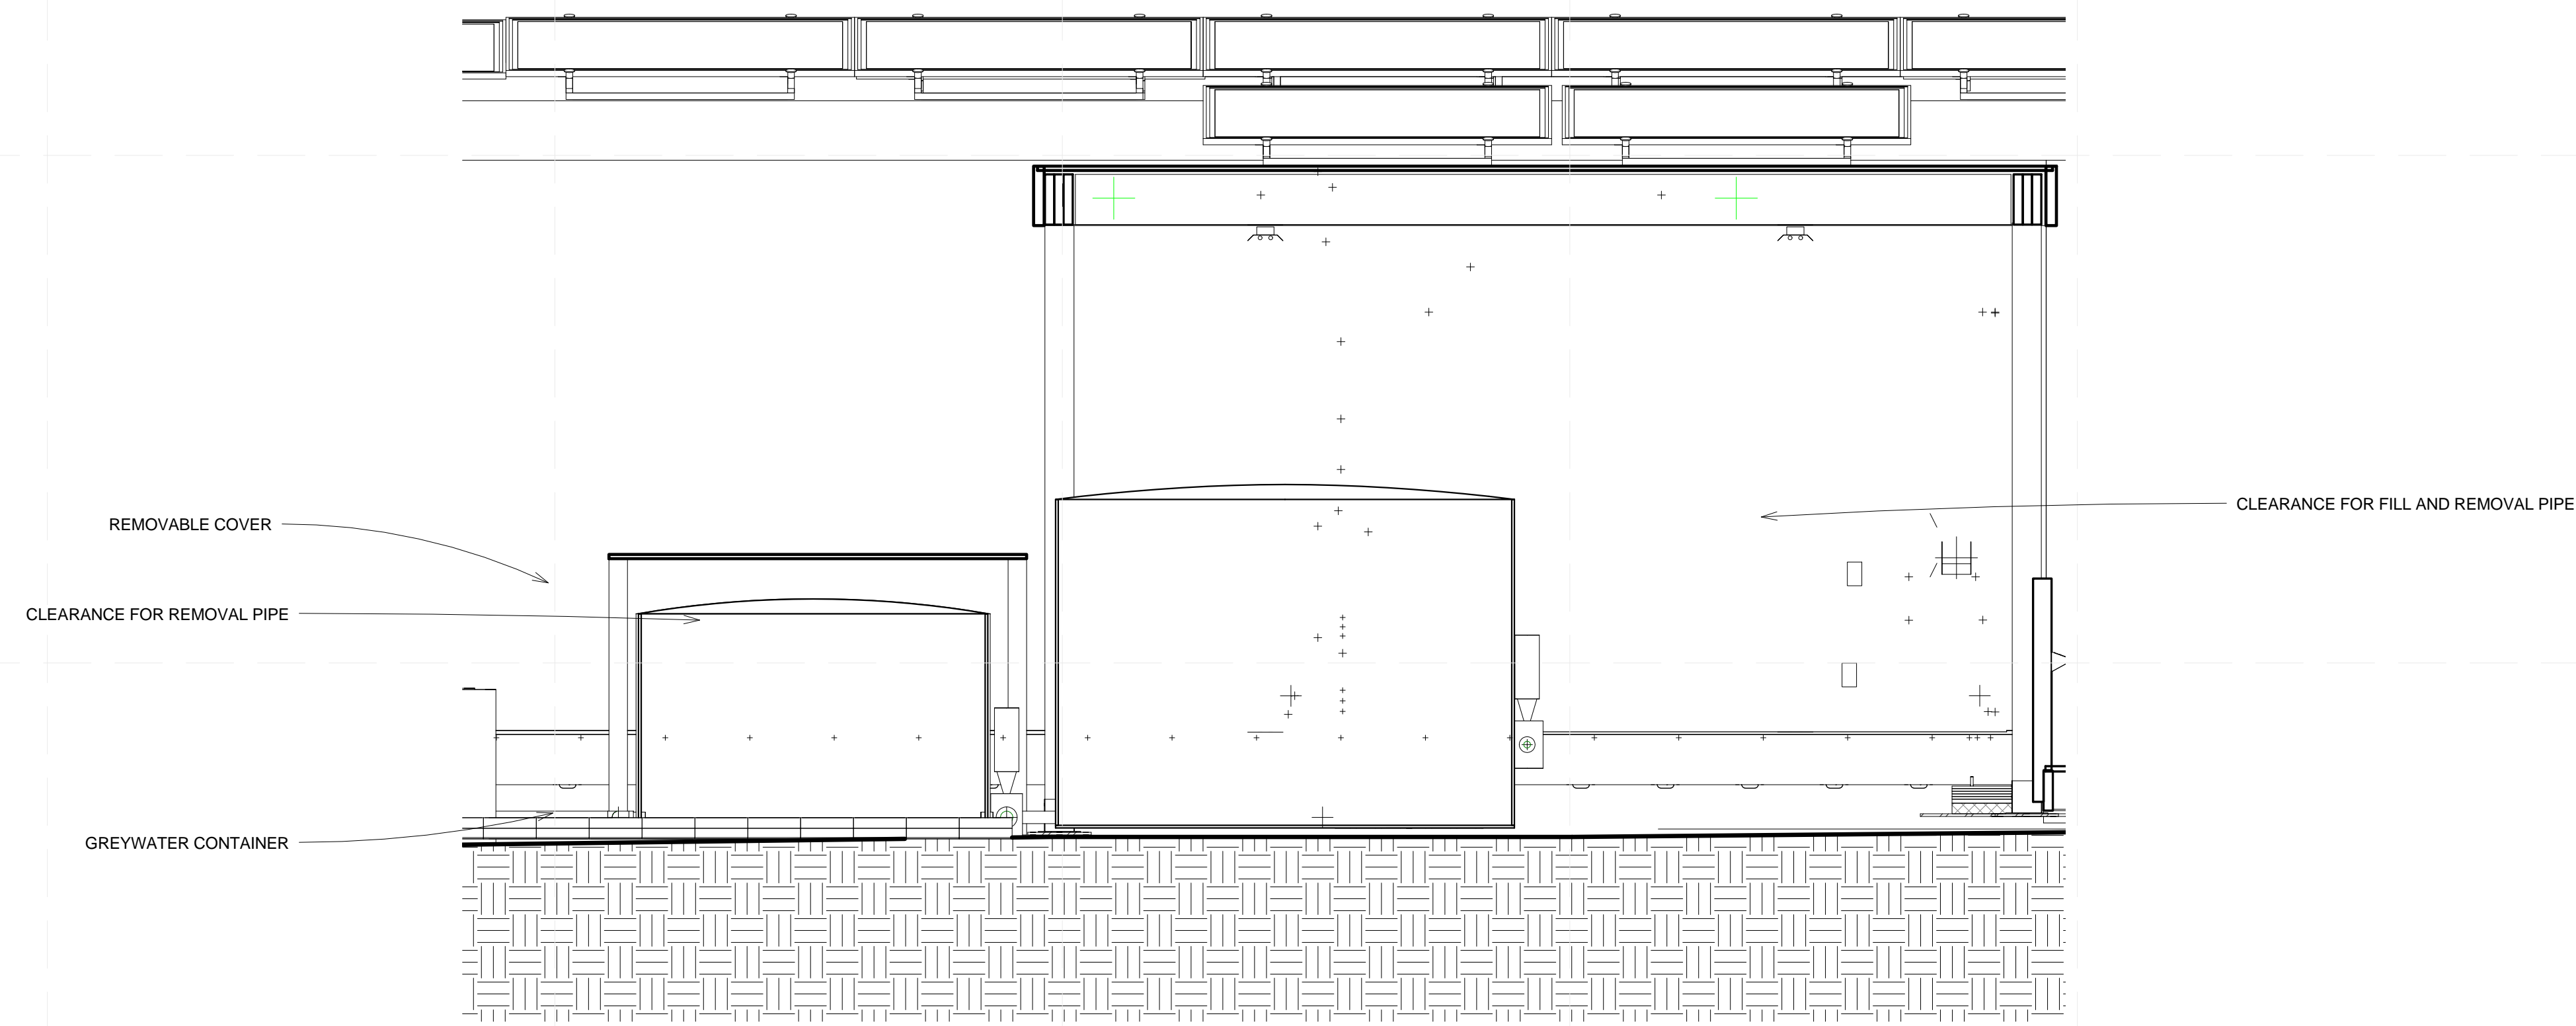 CLEARANCE FOR FILL AND REMOVAL PIPE
REMOVABLE COVER
CLEARANCE FOR REMOVAL PIPE
GREYWATER CONTAINER